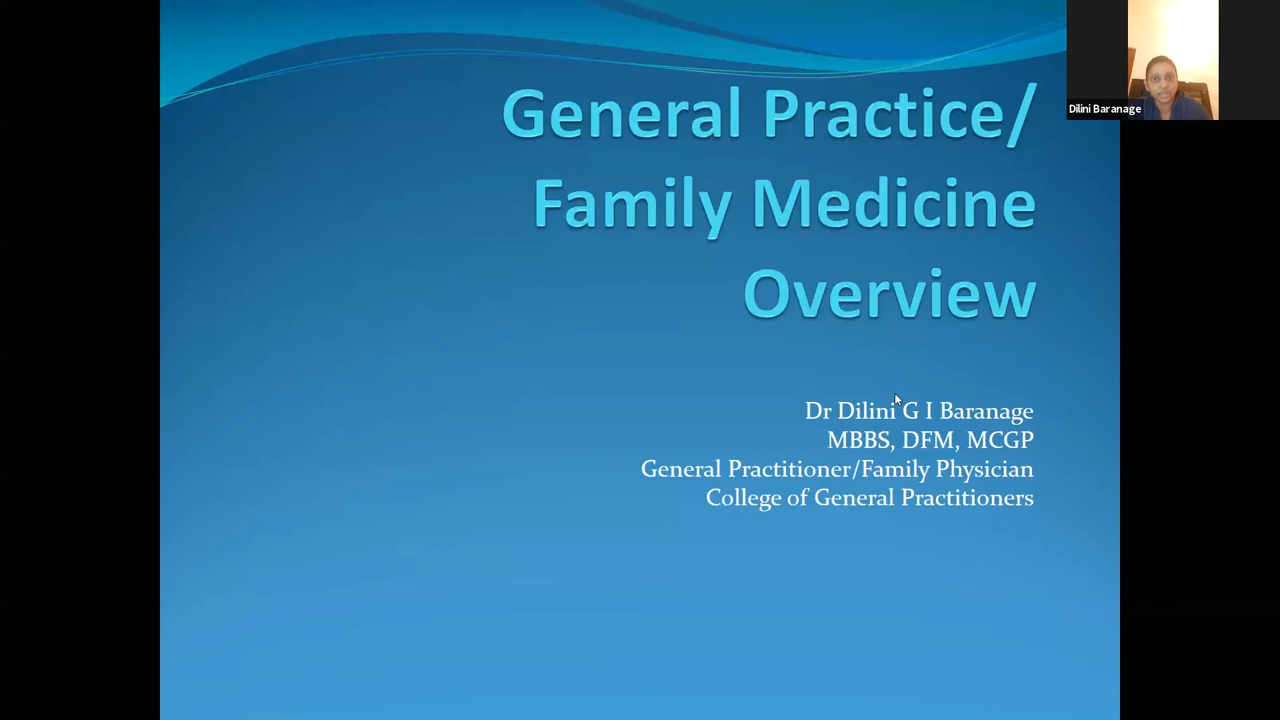 General Practice/
Family Medicine
Overview
Dr Dilini G I Baranage
MBBS, DFM, MCGP
General Practitioner/Family Physician
College of General Practitioners
Dilini Baranage